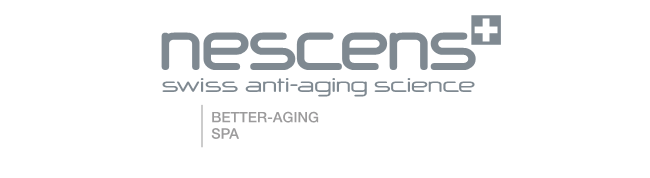 nescens
swiss anti-aging science
BETTER-AGING
SPA